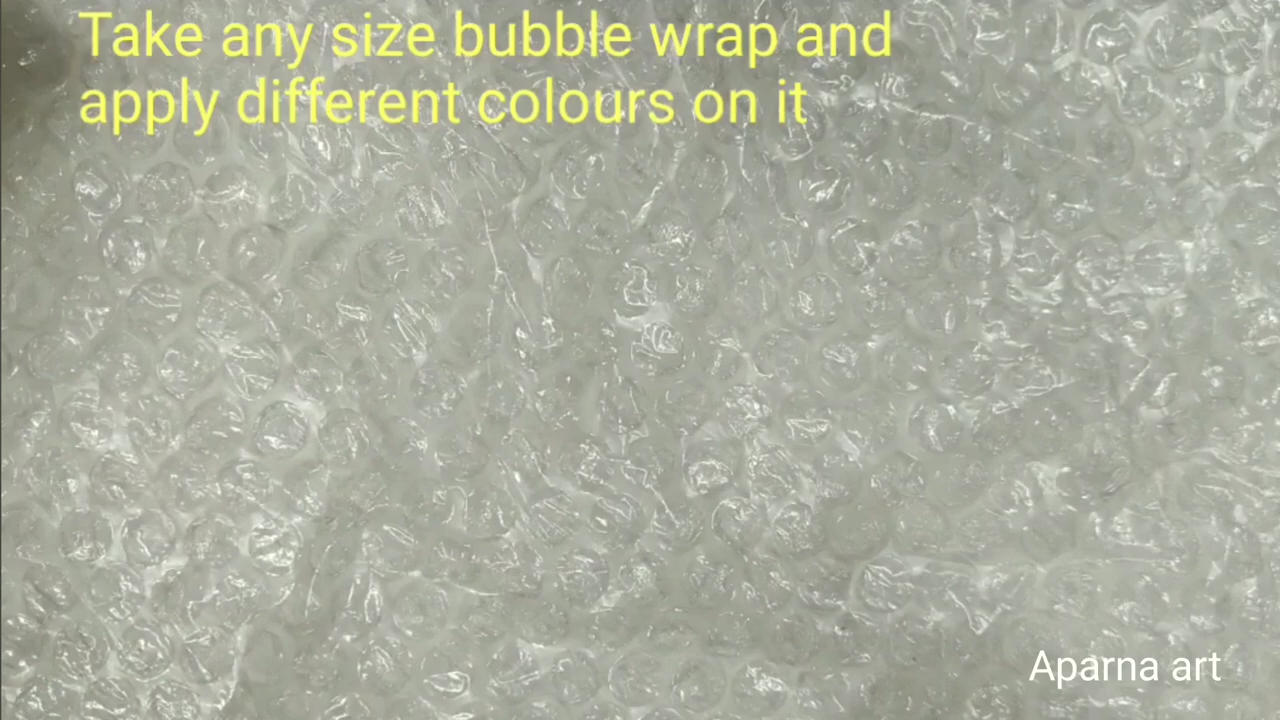 Take any size bubble wrap and
apply different colours on it
Aparna art